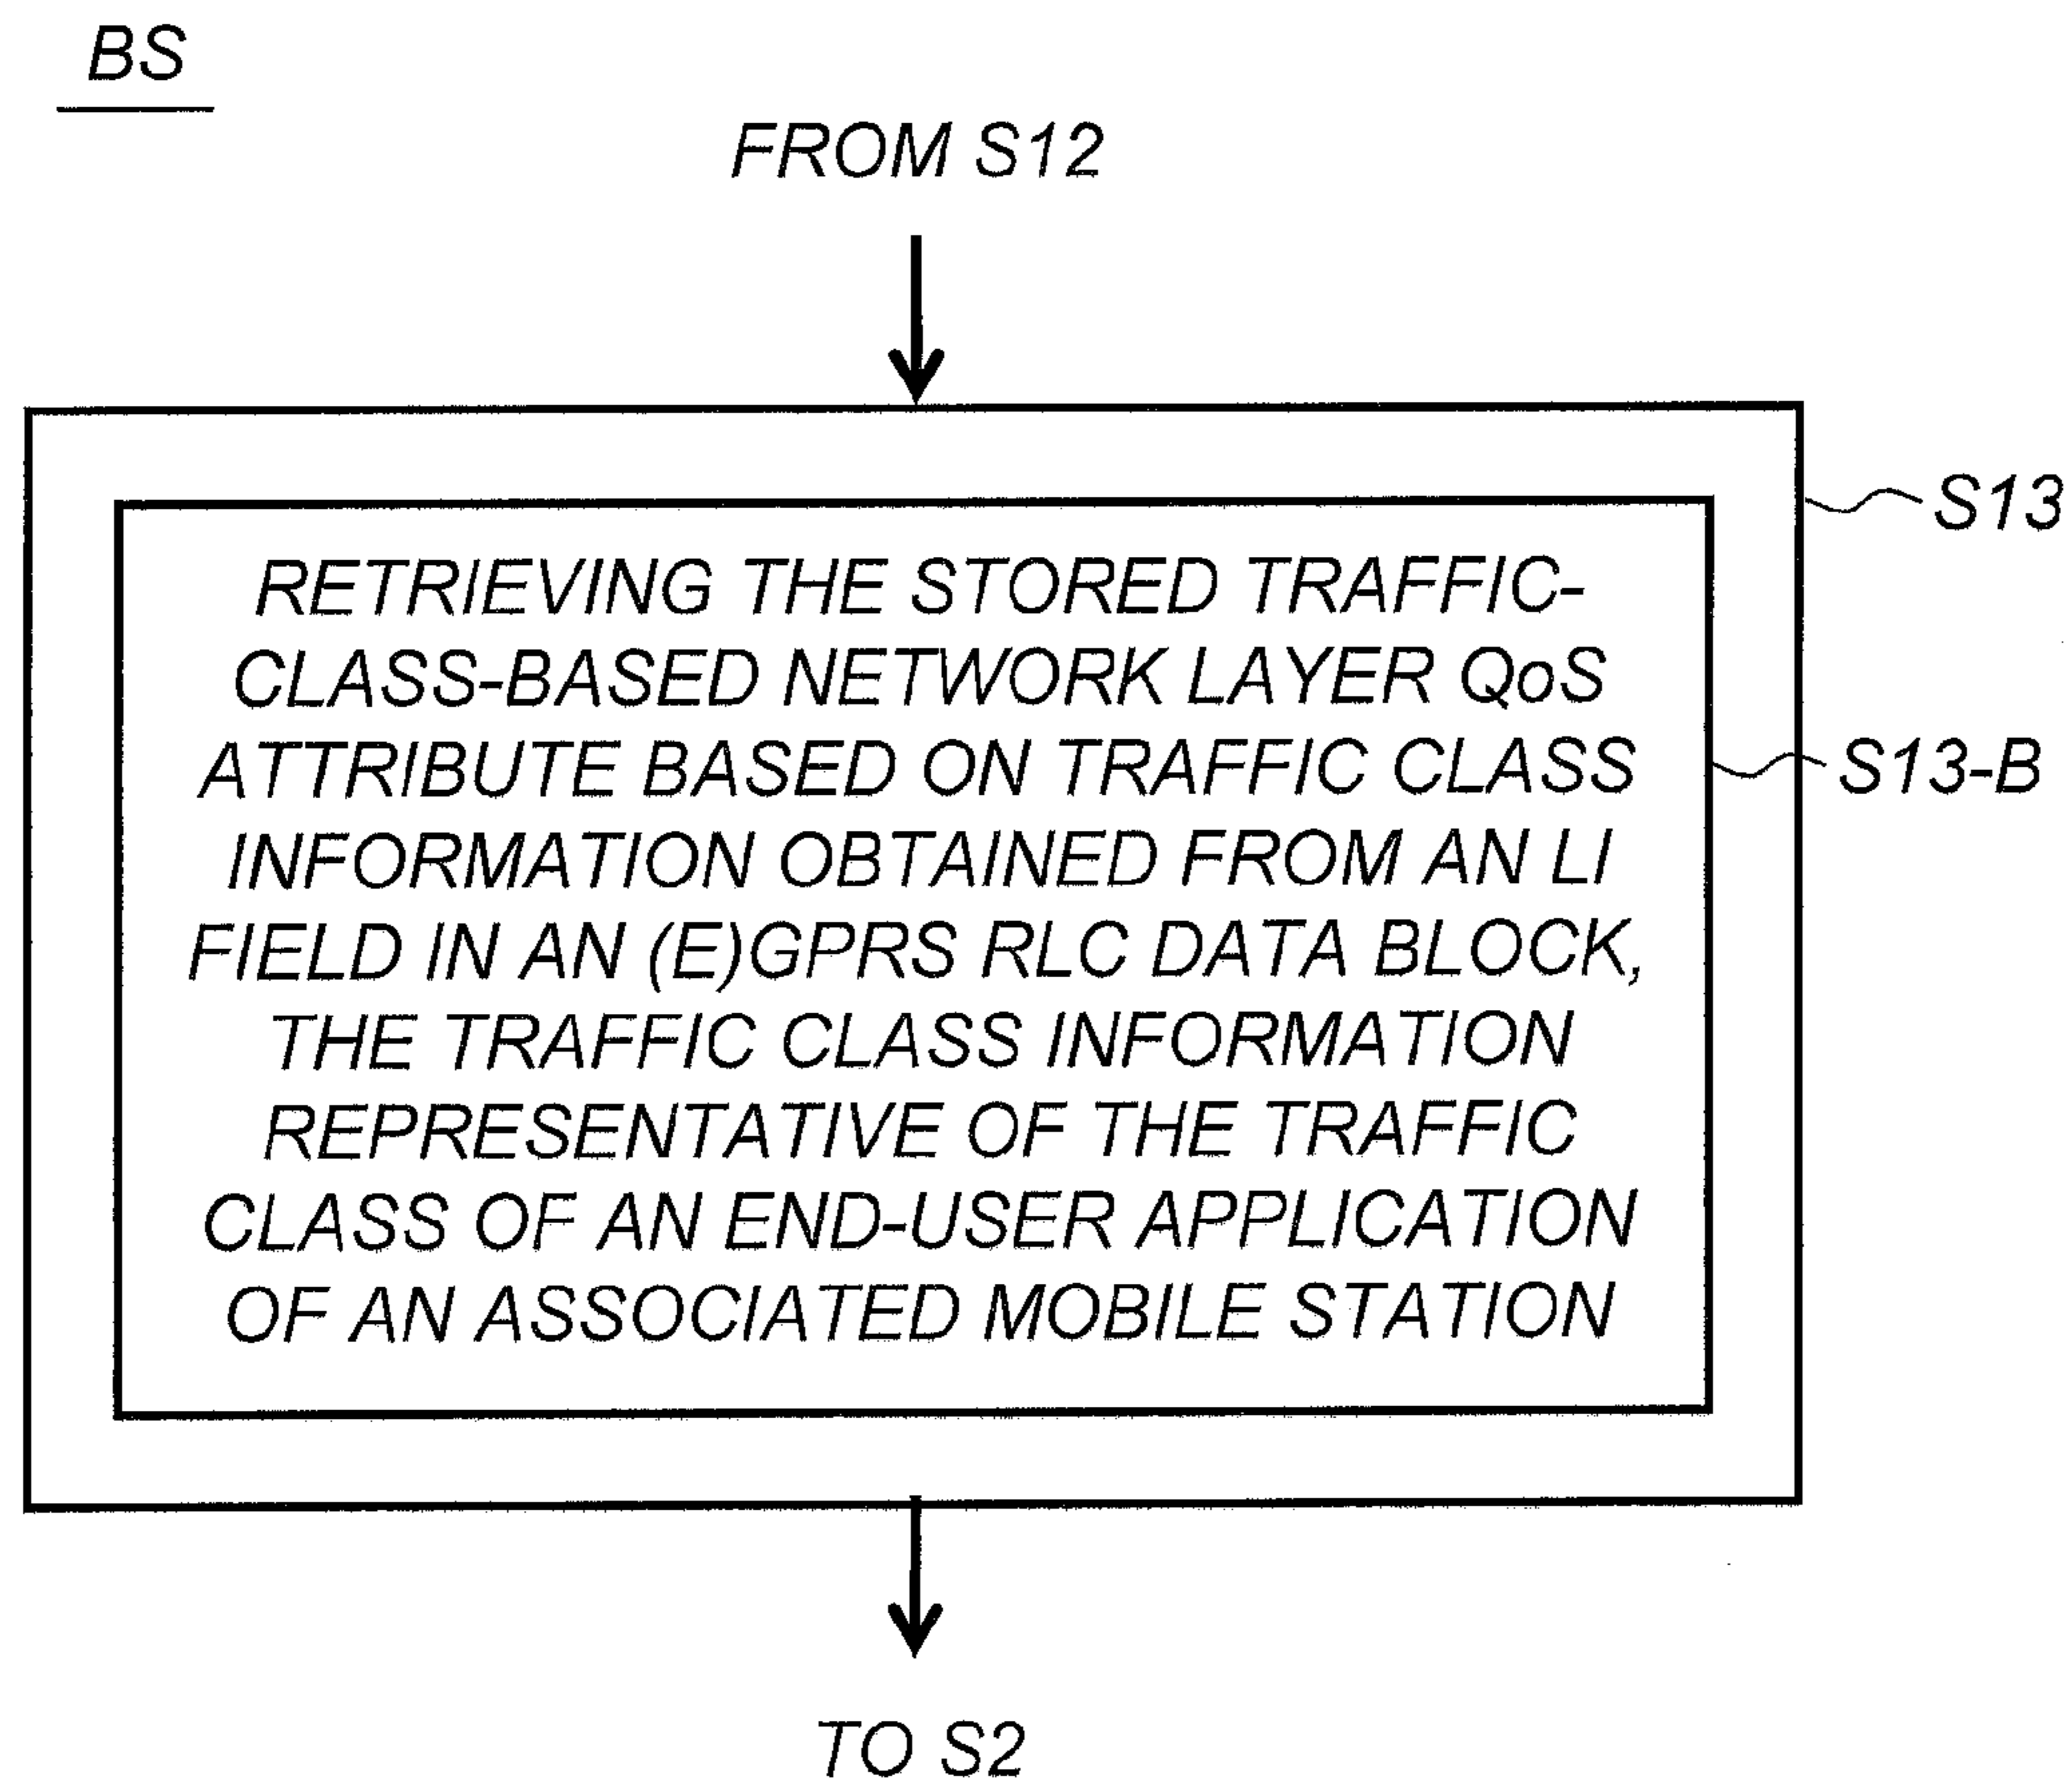 BS
FROM S12
RETRIEVING THE STORED TRAFFIC-
CLASS-BASED NETWORK LAYER QoS
ATTRIBUTE BASED ON TRAFFIC CLASS
INFORMATION OBTAINED FROM AN LI
FIELD IN AN (E)GPRS RLC DATA BLOCK,
THE TRAFFIC CLASS INFORMATION
REPRESENTATIVE OF THE TRAFFIC
CLASS OF AN END-USER APPLICATION
OF AN ASSOCIATED MOBILE STATION
S13
S13-B
TO S2